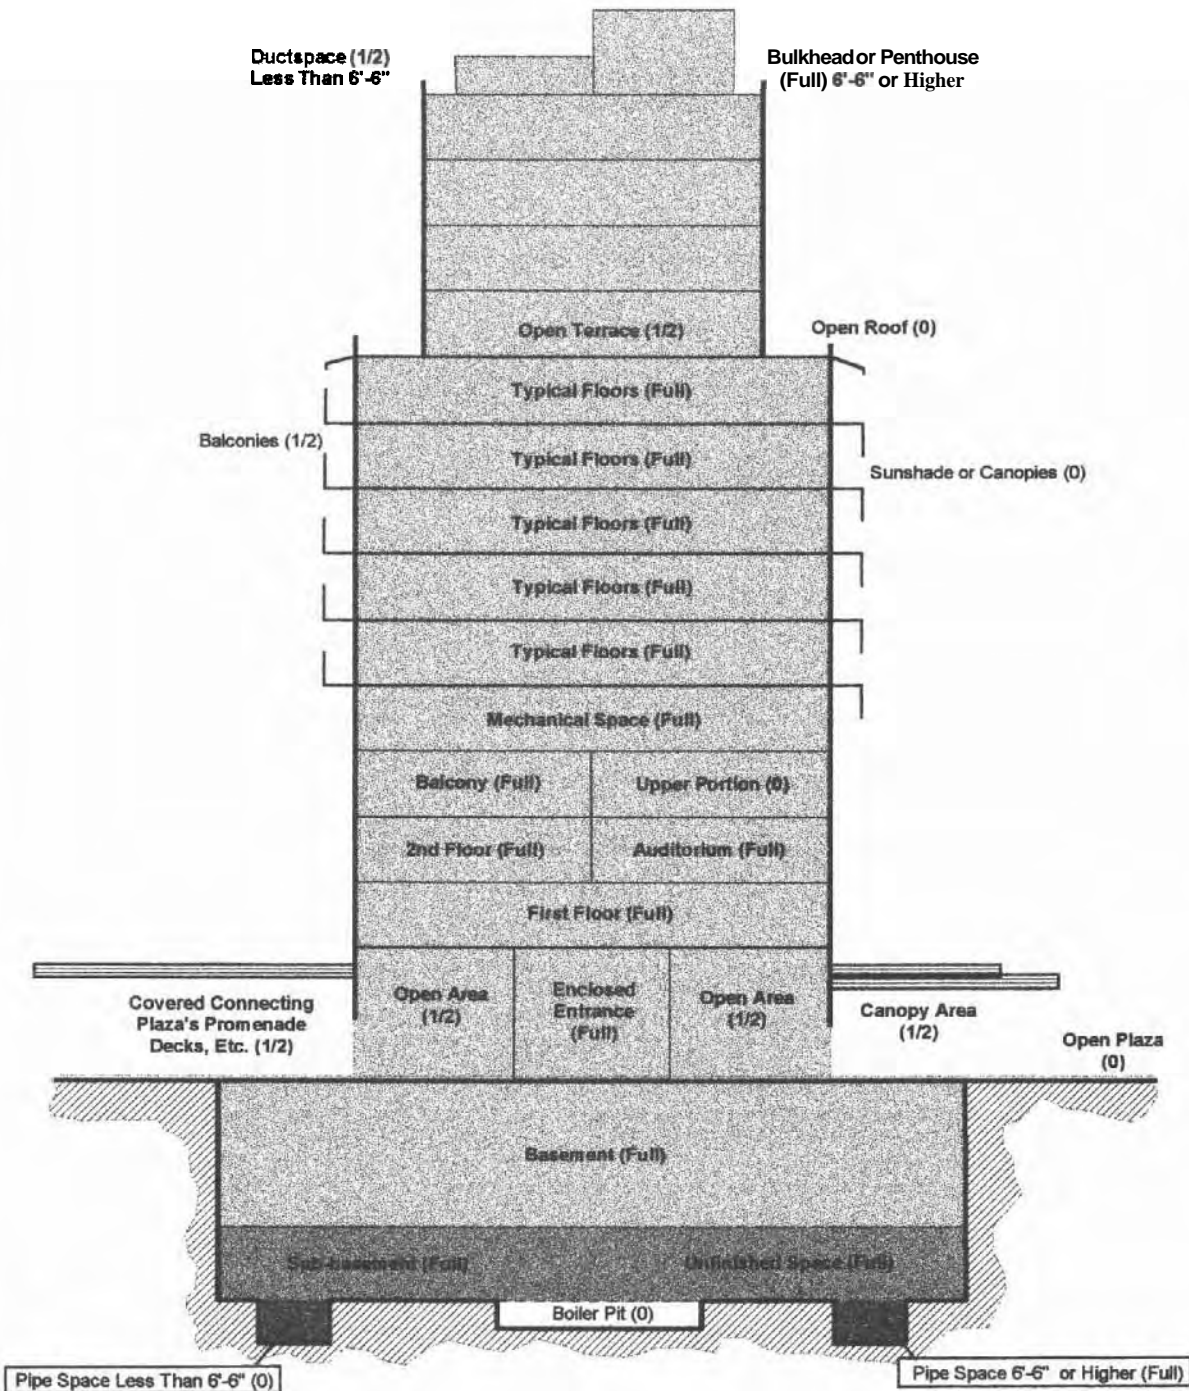 Ductspace (1/2)
Less Than 6'-6"
Bulkhead or Penthouse
(Full) 6'-6" or Higher
Open Terrace (1/2)
Open Roof (0)
Typical Floors (Full)
Balconies (1/2)
Typical Floors (Full)
Sunshade or Canopies (0)
Typical Floors (Full)
Typical Floors (Full)
Typical Floors (Full)
Mechanical Space (Full)
Balcony (Full)
Upper Portion (0)
2nd Floor (Full)
Auditorium (Full)
First Floor (Full)
Covered Connecting
Plaza's Promenade
Decks, Etc. (1/2)
Open Area
(1/2)
Enclosed
Entrance
(Full)
Open Area
(1/2)
Canopy Area
(1/2)
Open Plaza
(0)
Basement (Full)
Sub-basement (Full)
Unfinished Space (Full)
Boiler Pit (0)
Pipe Space Less Than 6'-6" (0)
Pipe Space 6'-6" or Higher (Full)